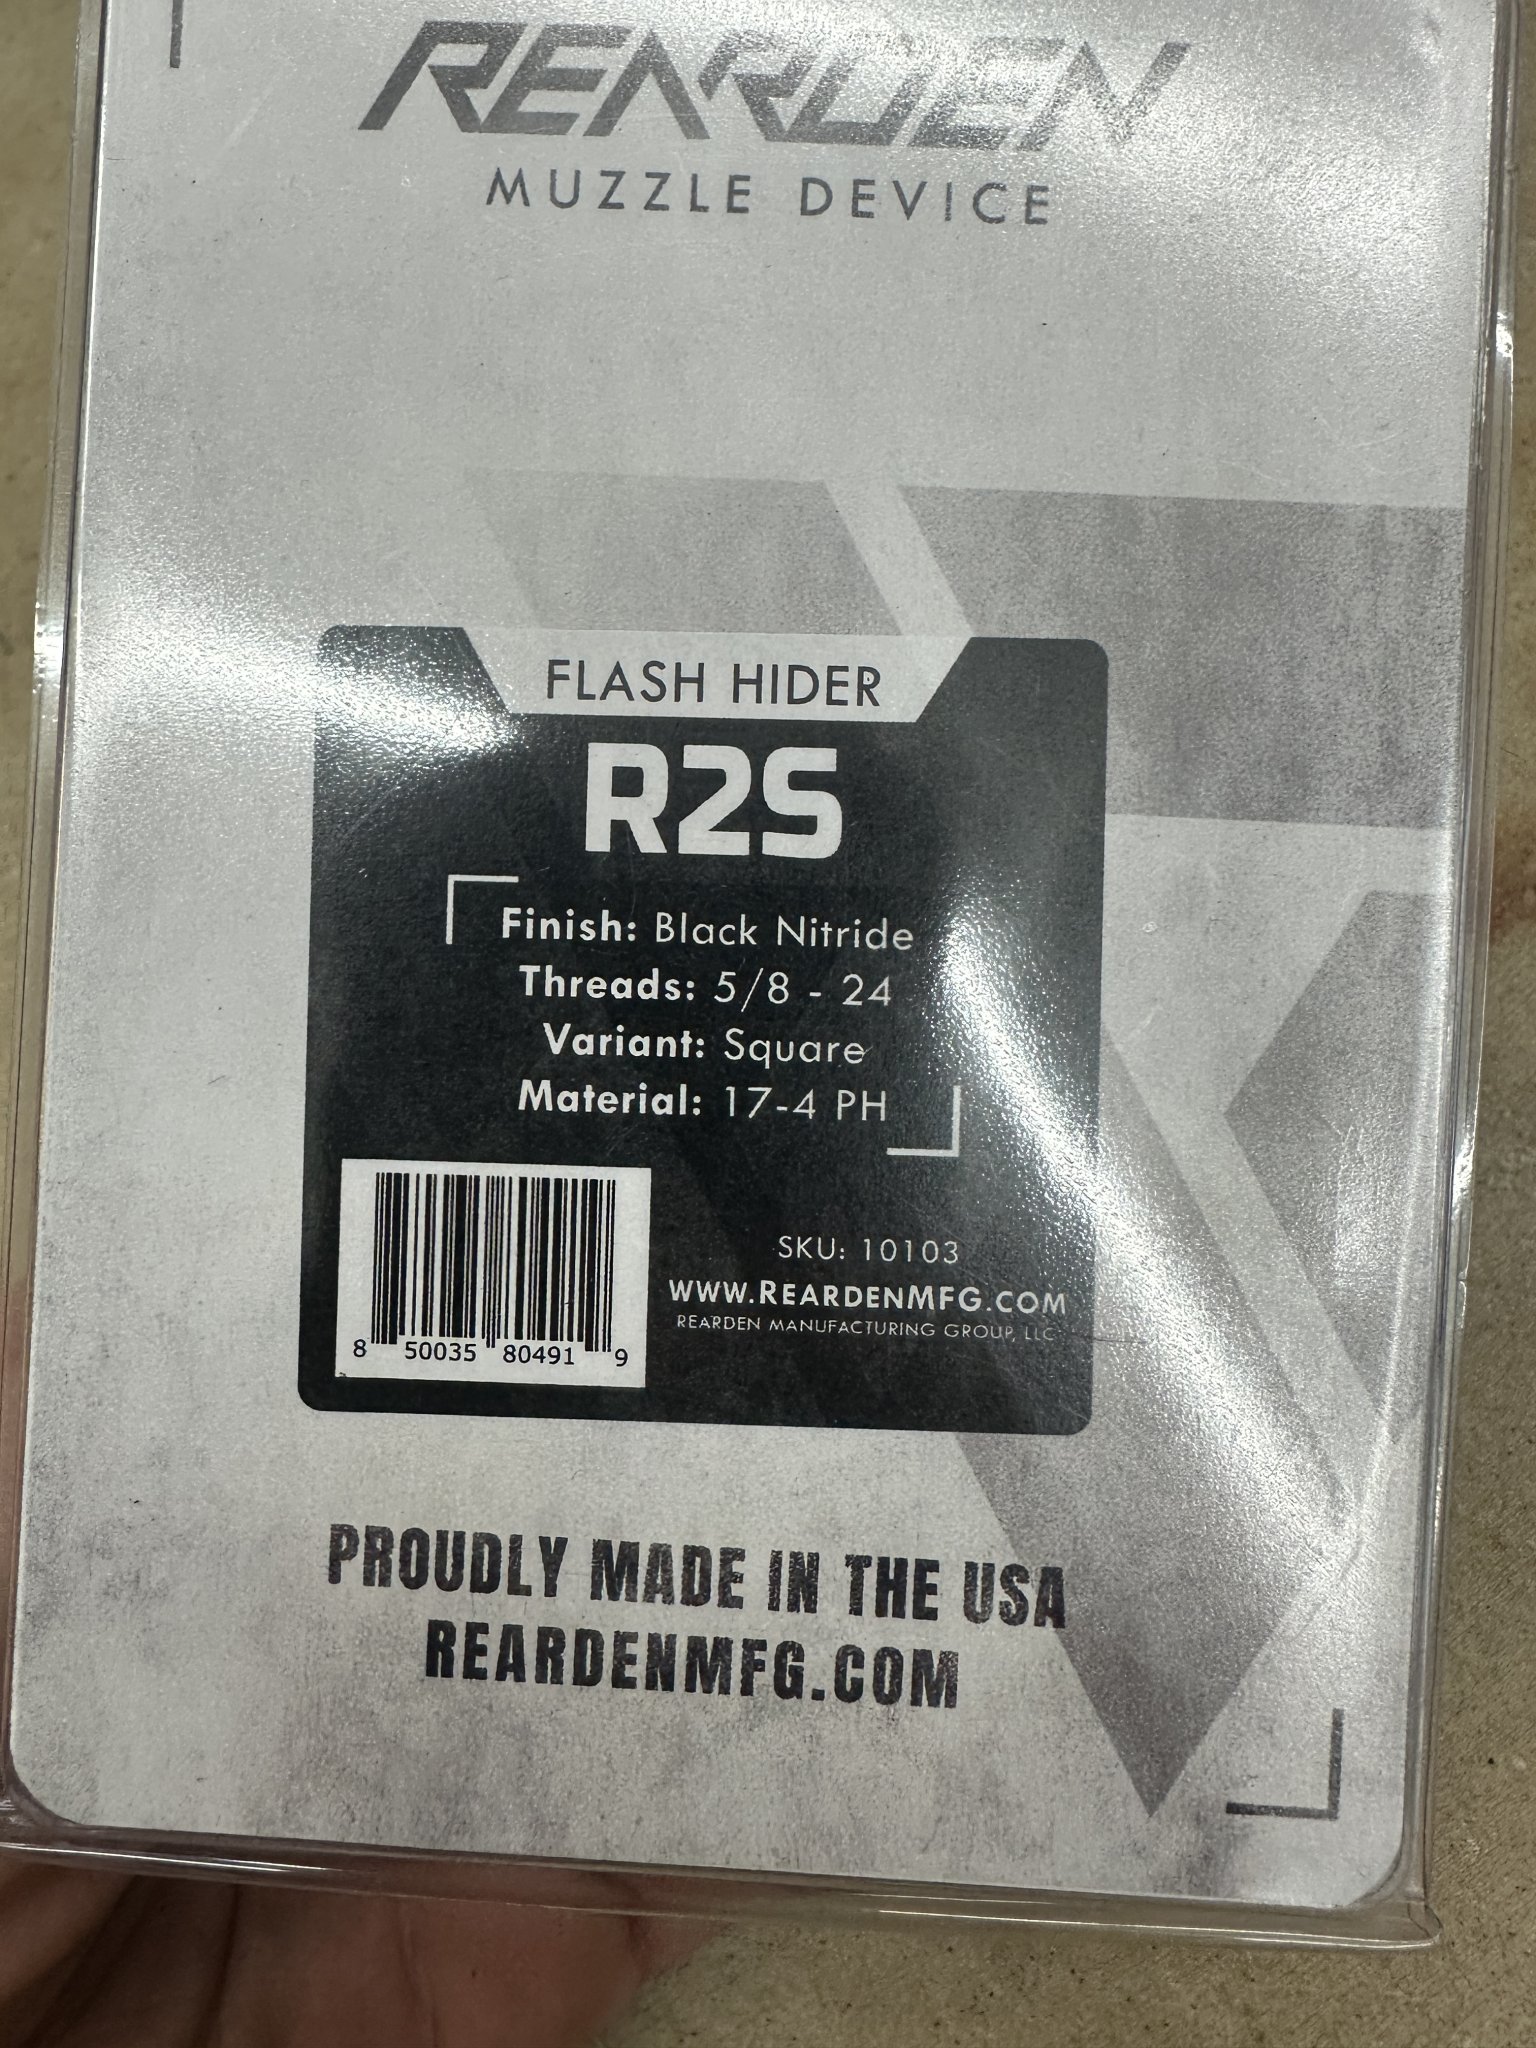 REARDEN
MUZZLE DEVICE
FLASH HIDER
R2S
Finish: Black Nitride
Threads: 5/8 - 24
Variant: Square
Material: 17-4 PH
SKU: 10103
WWW.REARDENMFG.COM
REARDEN MANUFACTURING GROUP, LLC
8 50035 80491 9
PROUDLY MADE IN THE USA
REARDENMFG.COM